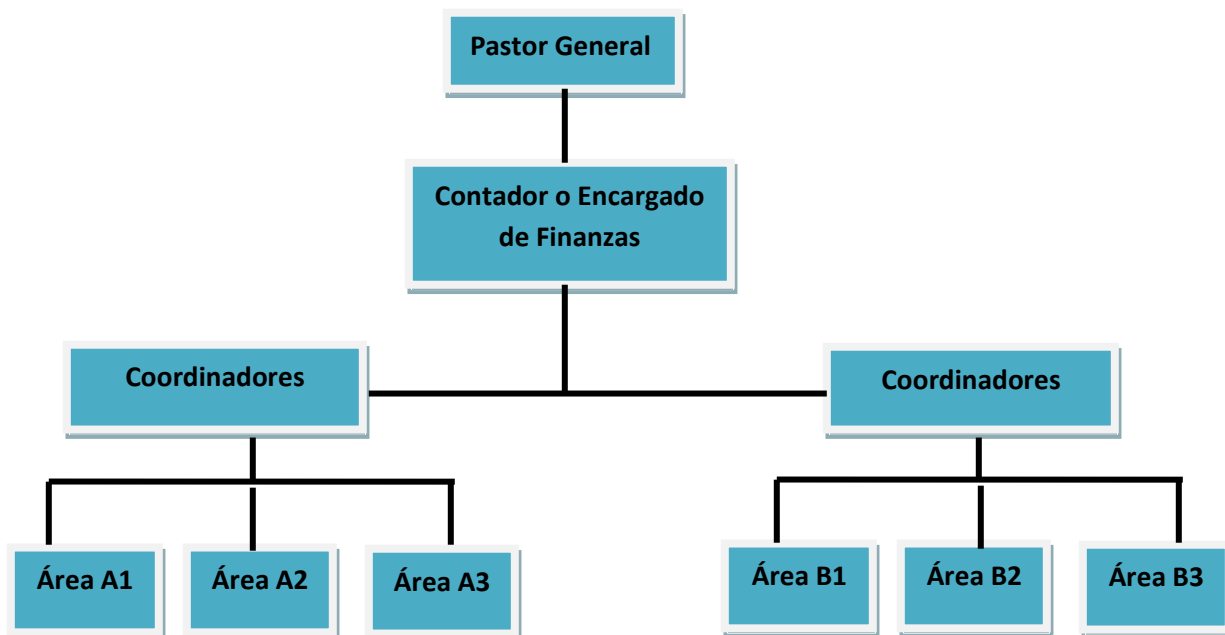 Pastor General
Contador o Encargado
de Finanzas
Coordinadores
Coordinadores
Área A1
Área A2
Área A3
Área B1
Área B2
Área B3